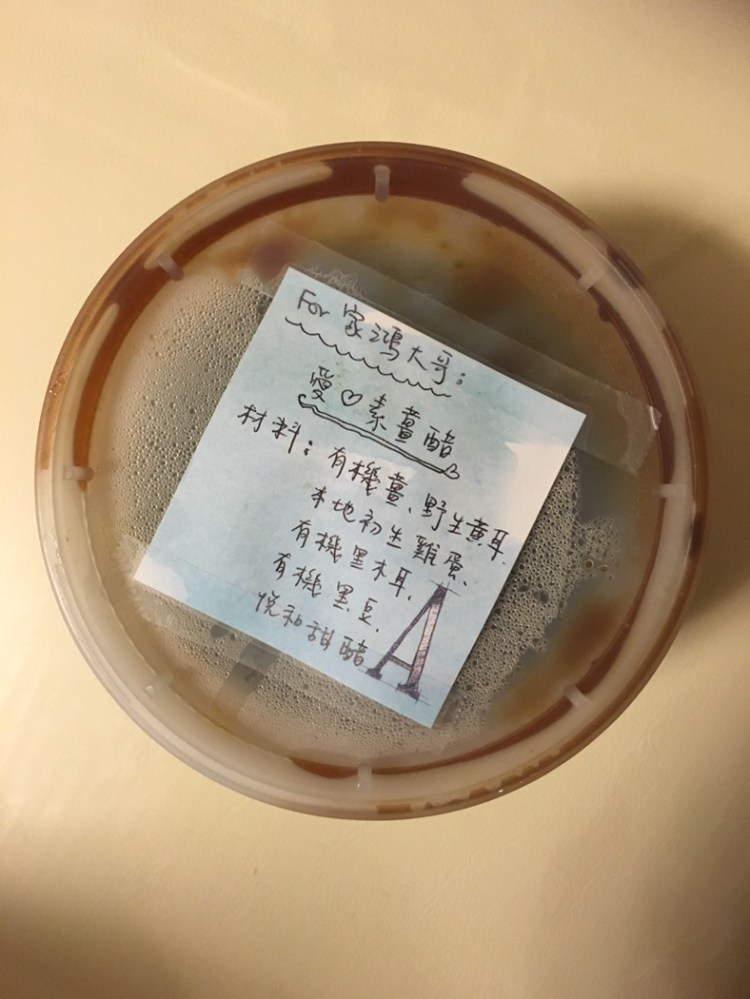 For 家鴻大哥:
愛♡素薑醋
材料: 有機薑、野生黄耳.
本地初生雞蛋.
有機黑木耳.
有機黑豆.
悅和甜醋
A